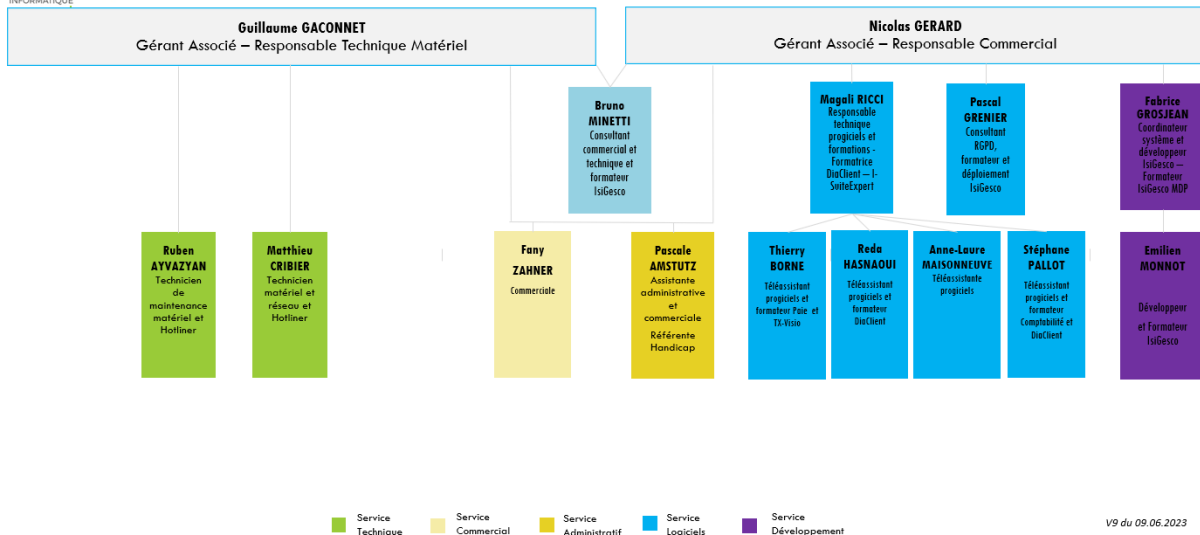 INFORMATIQUE
Guillaume GACONNET
Gérant Associé – Responsable Technique Matériel
Nicolas GERARD
Gérant Associé – Responsable Commercial
Bruno
MINETTI
Consultant
commercial et
technique et
formateur
IsiGesco
Magali RICCI
Responsable
technique
progiciels et
formations -
Formatrice
DiaClient – I-
SuiteExpert
Pascal
GRENIER
Consultant
RGPD,
formateur et
déploiement
IsiGesco
Fabrice
GROSJEAN
Coordinateur
système et
développeur
IsiGesco –
Formateur
IsiGesco MDP
Ruben
AYVAZYAN
Technicien
de
maintenance
matériel et
Hotliner
Matthieu
CRIBIER
Technicien
matériel et
réseau et
Hotliner
Fany
ZAHNER
Commerciale
Pascale
AMSTUTZ
Assistante
administrative
et
commerciale
Référente
Handicap
Thierry
BORNE
Téléassistant
progiciels et
formateur Paie et
TX-Visio
Reda
HASNAOUI
Téléassistant
progiciels et
formateur
DiaClient
Anne-Laure
MAISONNEUVE
Téléassistante
progiciels
Stéphane
PALLOT
Téléassistant
progiciels et
formateur
Comptabilité et
DiaClient
Emilien
MONNOT
Développeur
et Formateur
IsiGesco
Service
Technique
Service
Commercial
Service
Administratif
Service
Logiciels
Service
Développement
V9 du 09.06.2023